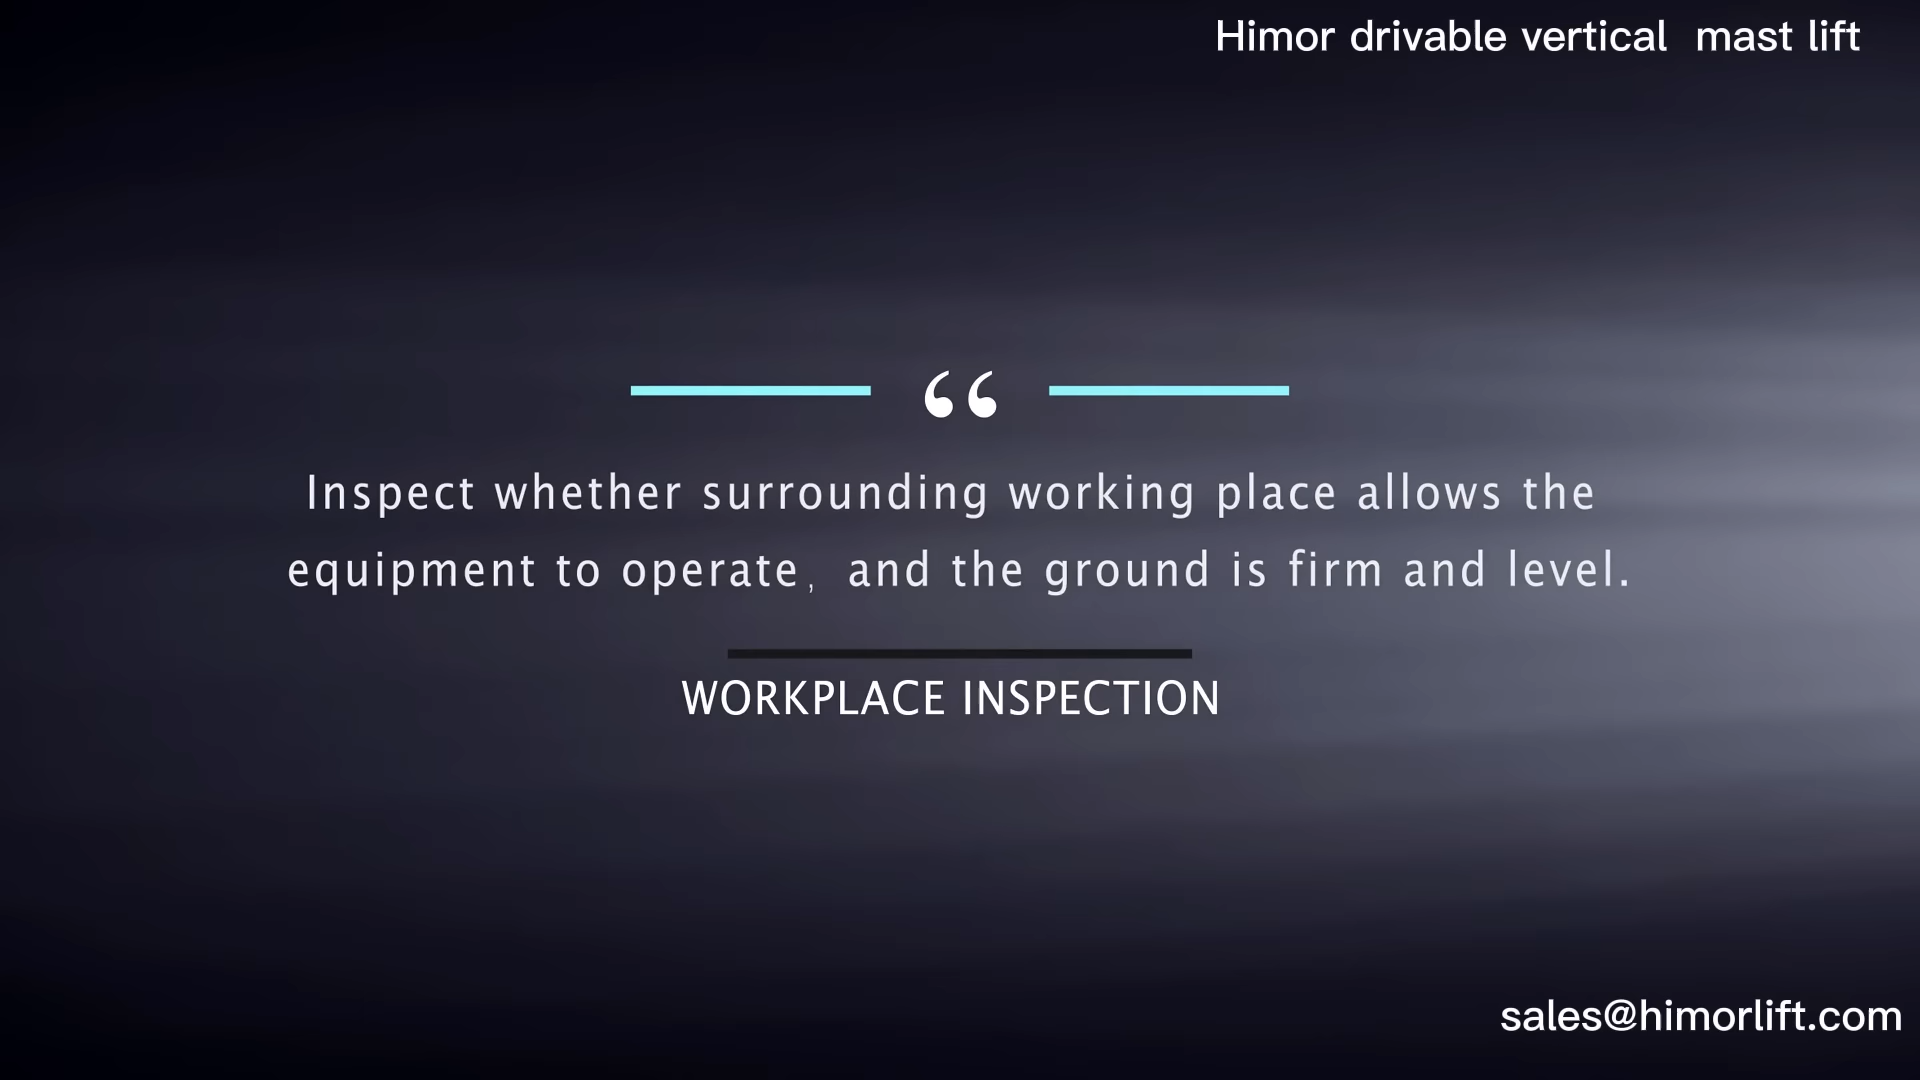 Himor drivable vertical  mast lift
“
Inspect whether surrounding working place allows the
equipment to operate，and the ground is firm and level.
WORKPLACE INSPECTION
sales@himorlift.com